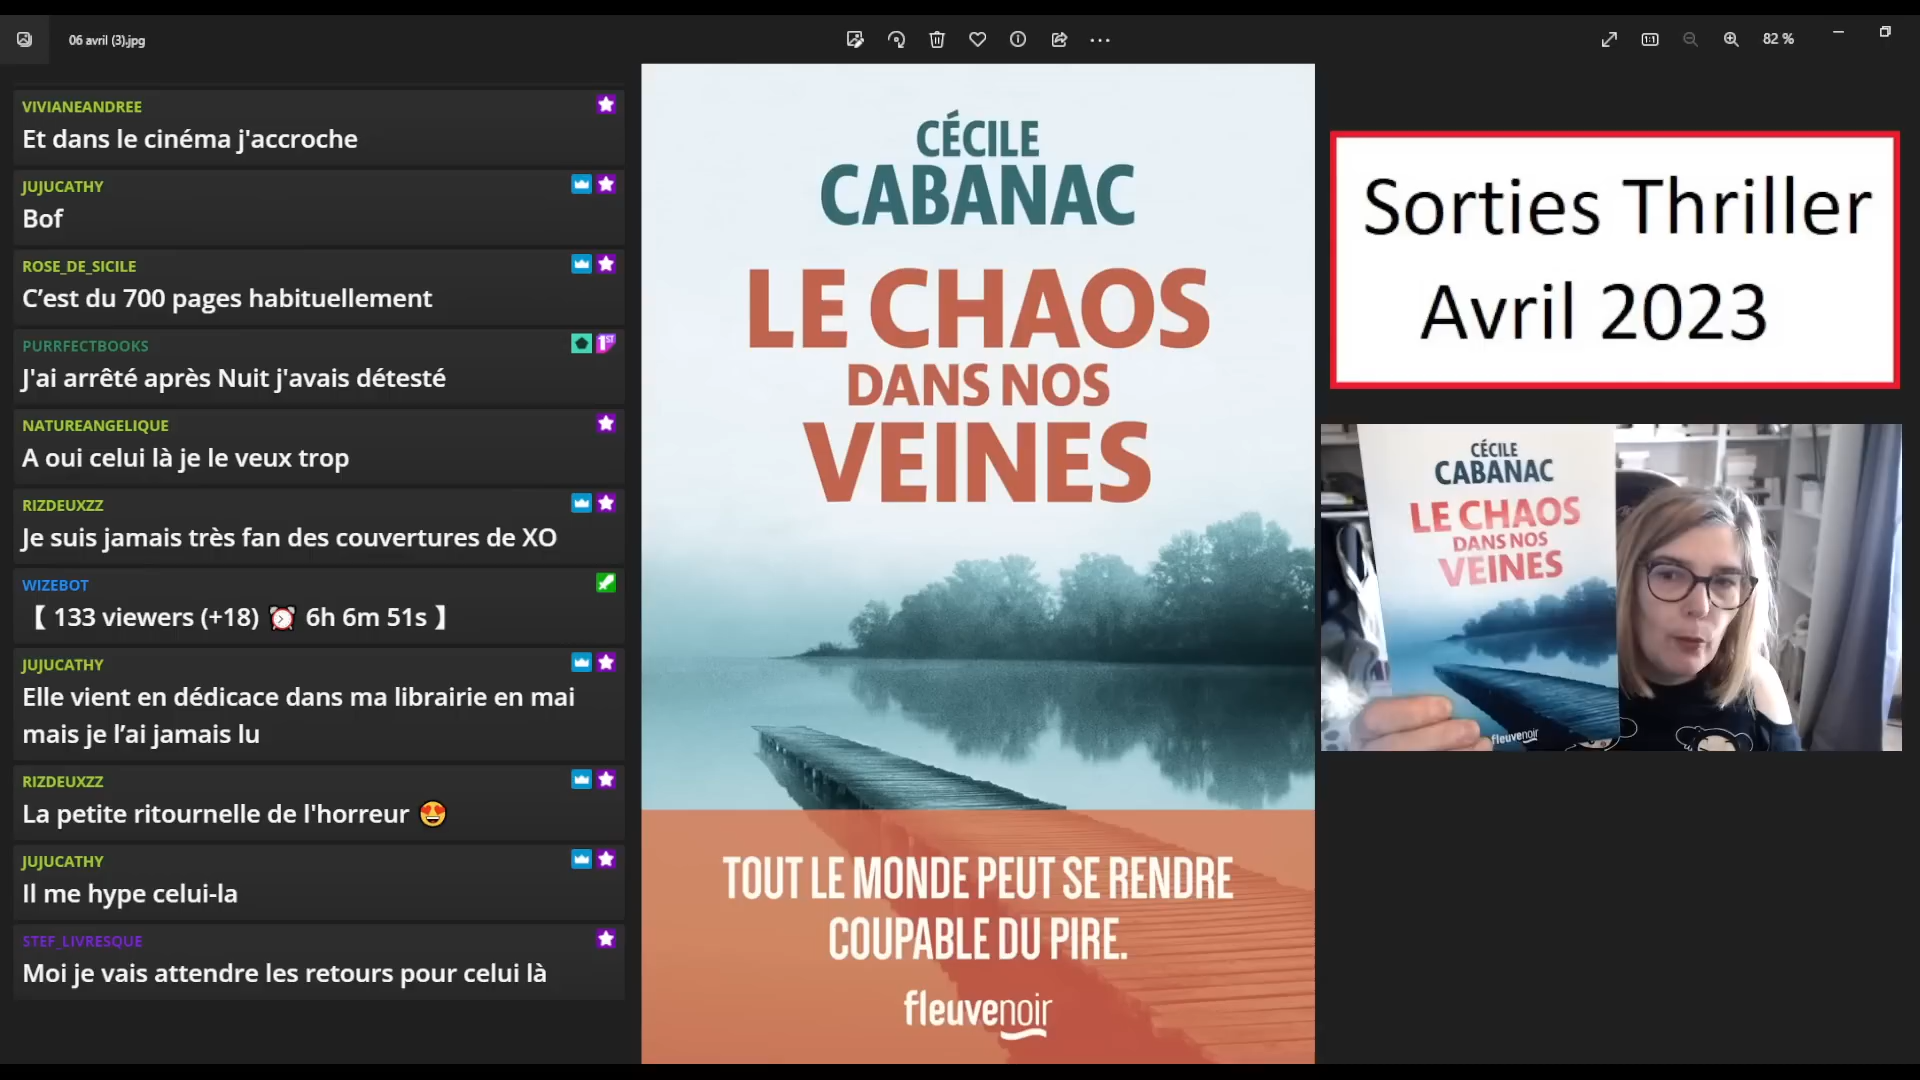 06 avril (3).jpg
82 %
VIVIANEANDREE
Et dans le cinéma j'accroche
JUJUCATHY
Bof
ROSE_DE_SICILE
C’est du 700 pages habituellement
PURRFECTBOOKS
1ST
J'ai arrêté après Nuit j'avais détesté
NATUREANGELIQUE
A oui celui là je le veux trop
RIZDEUXZZ
Je suis jamais très fan des couvertures de XO
WIZEBOT
【 133 viewers (+18) ⏰ 6h 6m 51s 】
JUJUCATHY
Elle vient en dédicace dans ma librairie en mai
mais je l’ai jamais lu
RIZDEUXZZ
La petite ritournelle de l'horreur 😍
JUJUCATHY
Il me hype celui-la
STEF_LIVRESQUE
Moi je vais attendre les retours pour celui là
CÉCILE
CABANAC
LE CHAOS
DANS NOS
VEINES
TOUT LE MONDE PEUT SE RENDRE
COUPABLE DU PIRE.
fleuvenoir
Sorties Thriller
Avril 2023
CÉCILE
CABANAC
LE CHAOS
DANS NOS
VEINES
fleuvenoir